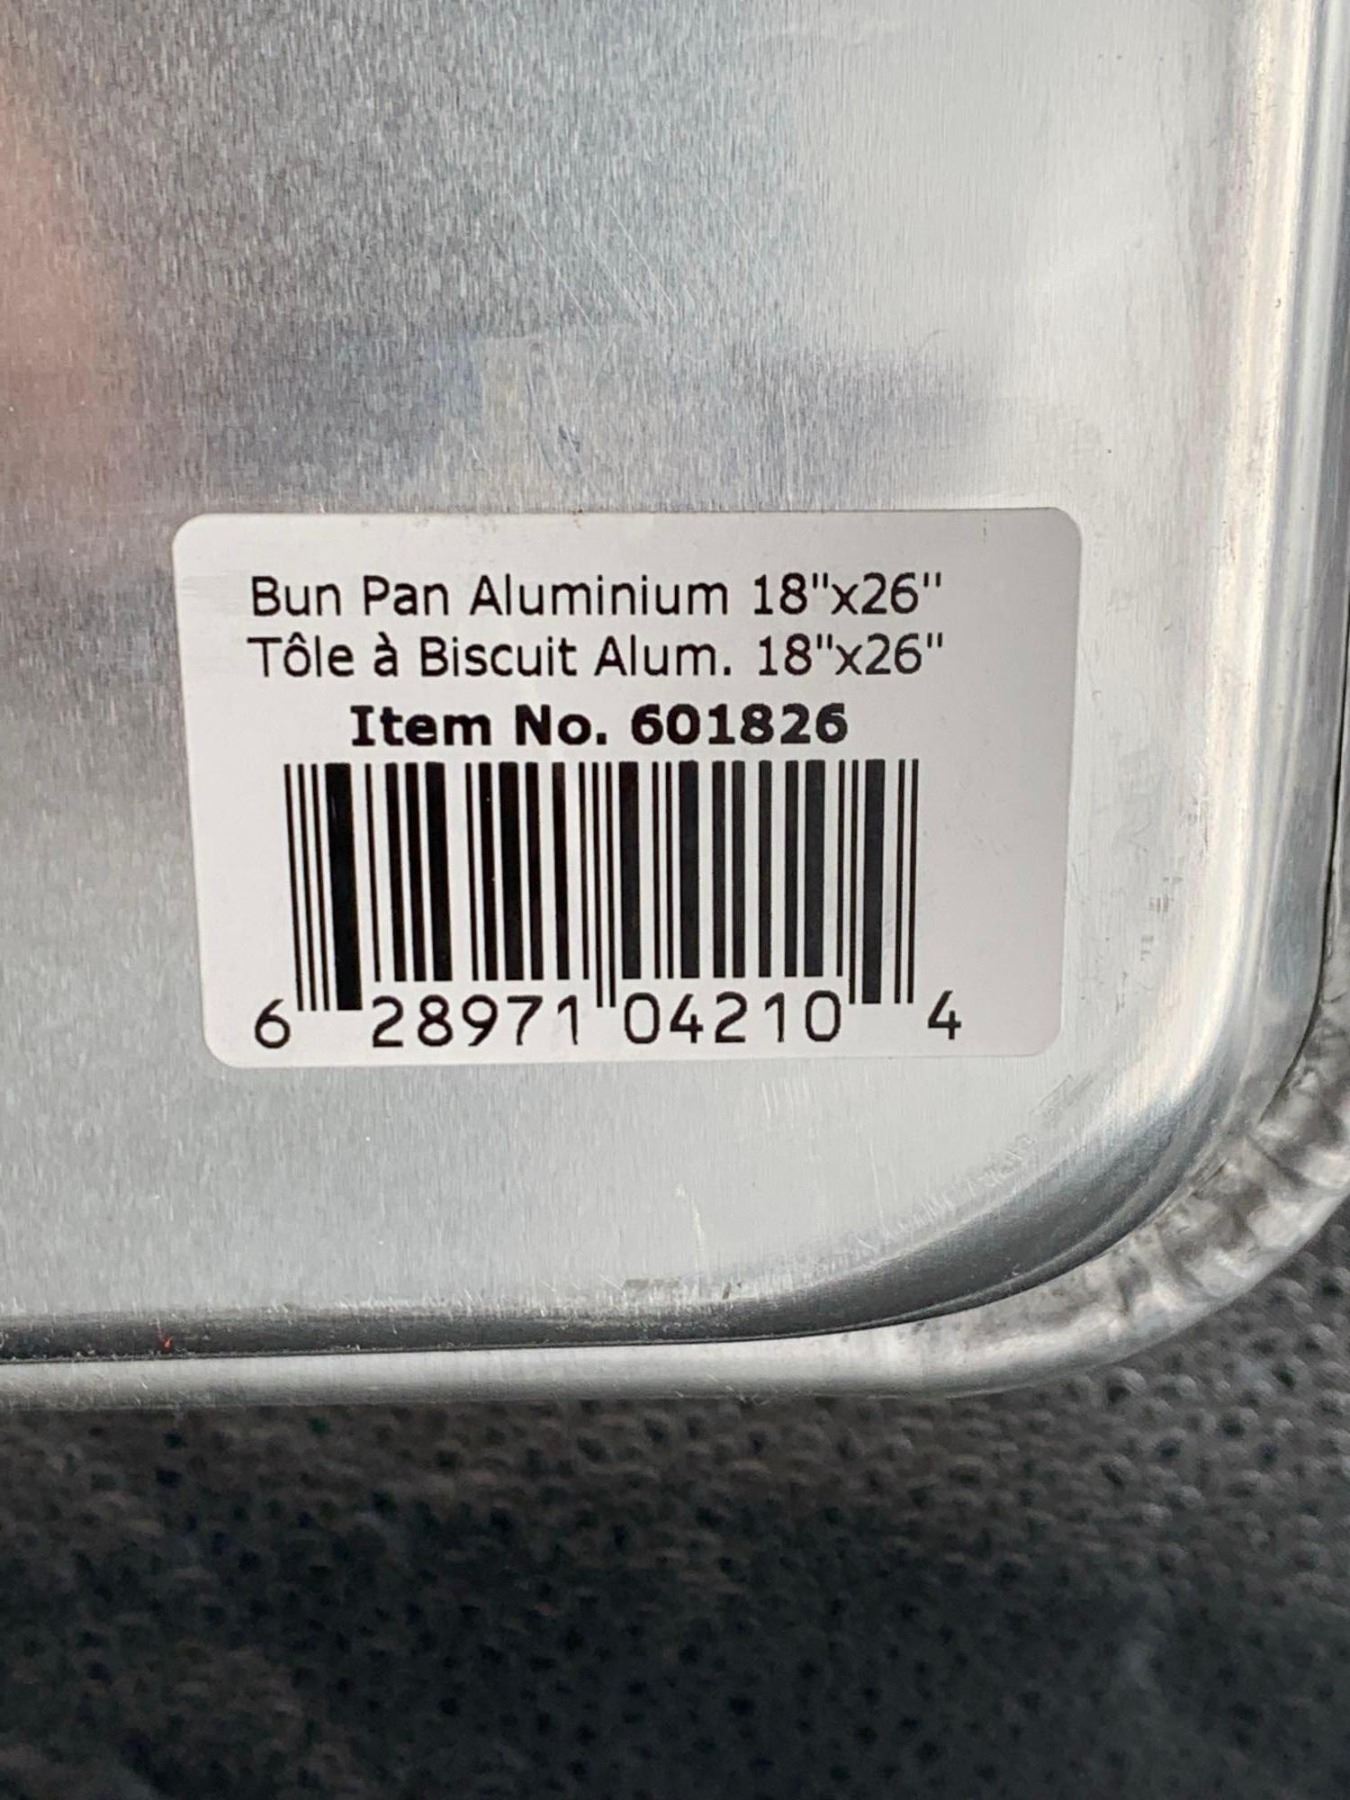 Bun Pan Aluminium 18"x26"
Tôle à Biscuit Alum. 18"x26"
Item No. 601826
6 28971 04210 4